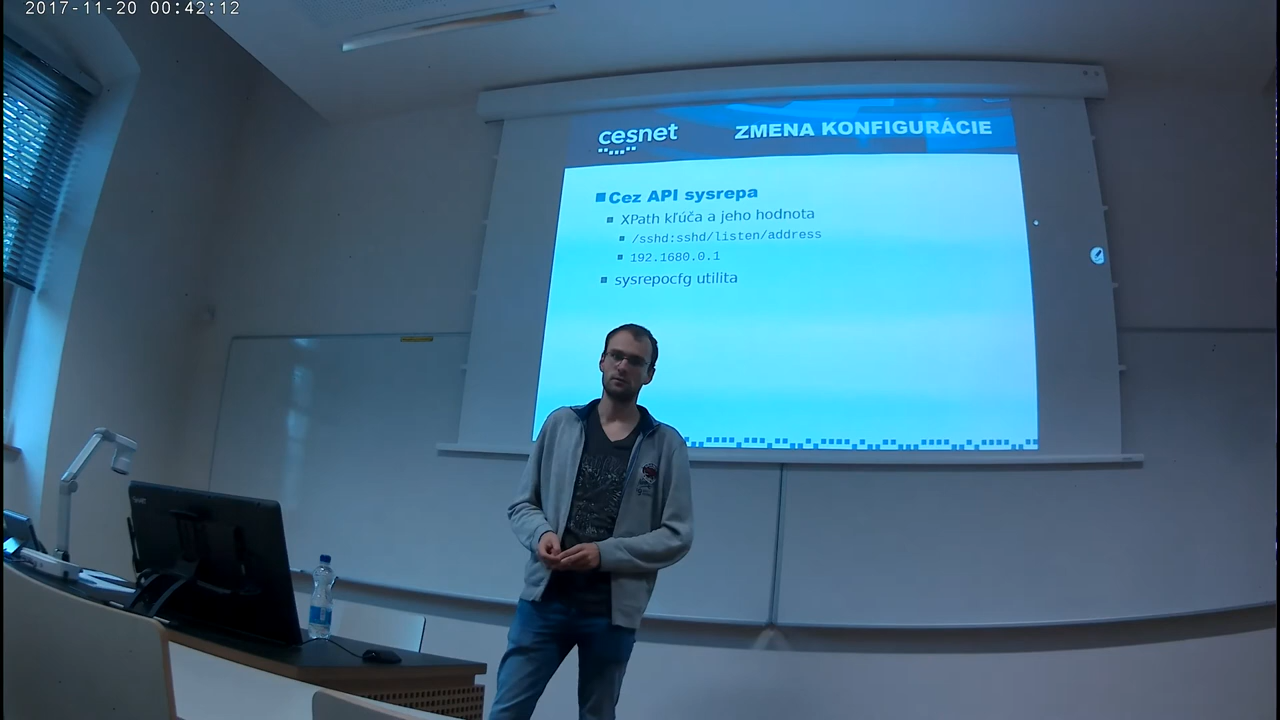 2017-11-20 00:42:12
cesnet
ZMENA KONFIGURÁCIE
Cez API sysrepa
XPath kľúča a jeho hodnota
/sshd:sshd/listen/address
192.1680.0.1
sysrepocfg utilita